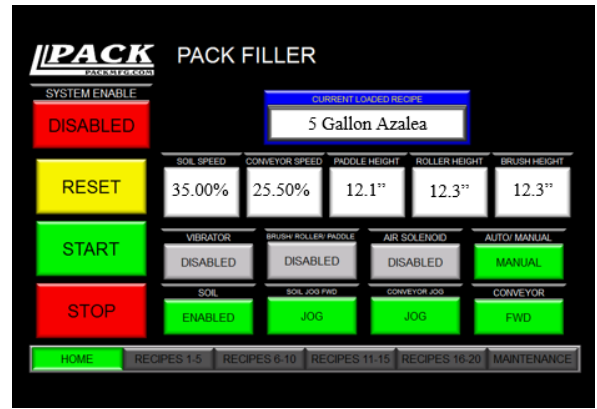 PACK
PACKMFG.COM
PACK FILLER
SYSTEM ENABLE
DISABLED
CURRENT LOADED RECIPE
5 Gallon Azalea
RESET
SOIL SPEED CONVEYOR SPEED PADDLE HEIGHT ROLLER HEIGHT BRUSH HEIGHT
35.00% 25.50% 12.1” 12.3” 12.3”
START
VIBRATOR BRUSH/ ROLLER/ PADDLE AIR SOLENOID AUTO/ MANUAL
DISABLED DISABLED DISABLED MANUAL
STOP
SOIL SOIL JOG FWD CONVEYOR JOG CONVEYOR
ENABLED JOG JOG FWD
HOME RECIPES 1-5 RECIPES 6-10 RECIPES 11-15 RECIPES 16-20 MAINTENANCE